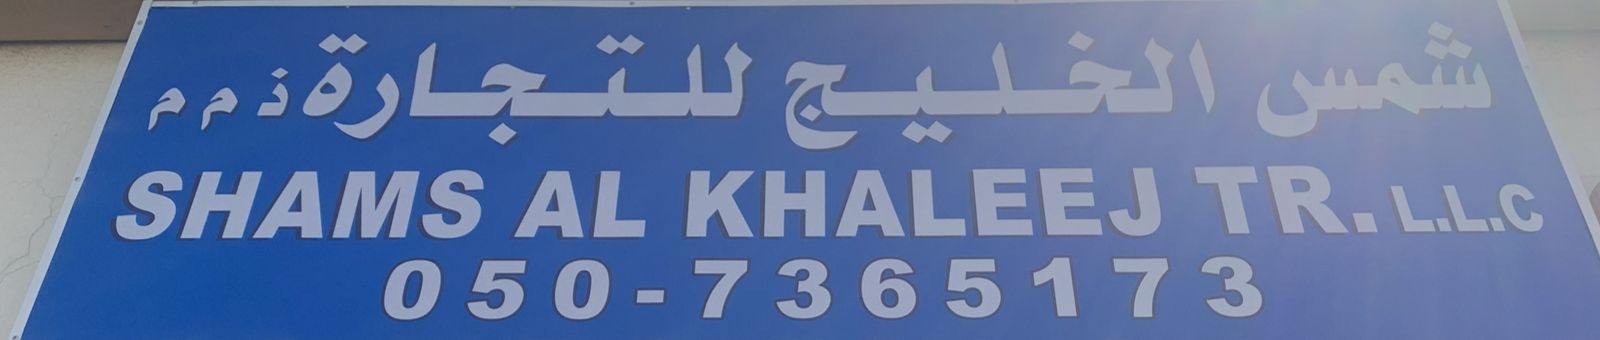 شمس الخليج للتجارة ذ م م
SHAMS AL KHALEEJ TR. L.L.C
050-7365173